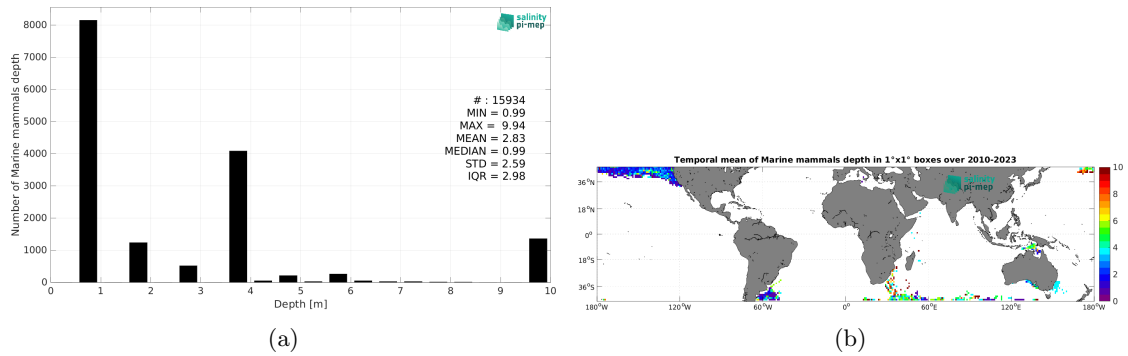 salinity
pi-mep
Number of Marine mammals depth
8000
7000
6000
5000
4000
3000
2000
1000
0
# : 15934
MIN = 0.99
MAX = 9.94
MEAN = 2.83
MEDIAN = 0.99
STD = 2.59
IQR = 2.98
0 1 2 3 4 5 6 7 8 9 10
Depth [m]
(a)
Temporal mean of Marine mammals depth in 1°x1° boxes over 2010-2023
salinity
pi-mep
36°N
18°N
0°
18°S
36°S
180°W 120°W 60°W 0° 60°E 120°E 180°E
10
8
6
4
2
0
(b)